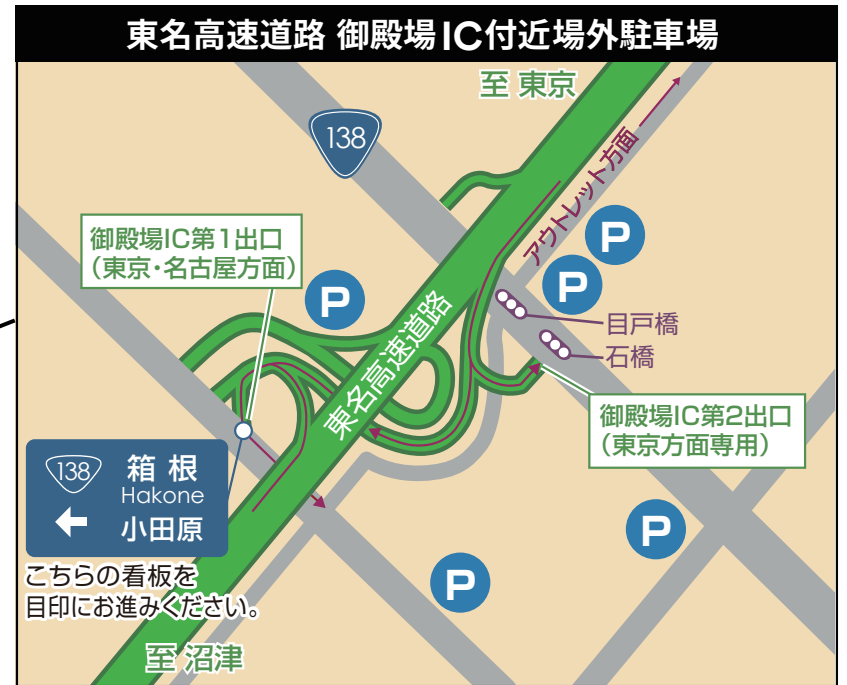 東名高速道路 御殿場IC付近場外駐車場
至 東京
138
アウトレット方面
御殿場IC第1出口
(東京・名古屋方面)
P
P
P
目戸橋
石橋
東名高速道路
御殿場IC第2出口
(東京方面専用)
138 箱根
Hakone
小田原
P
P
こちらの看板を
目印にお進みください。
至 沼津